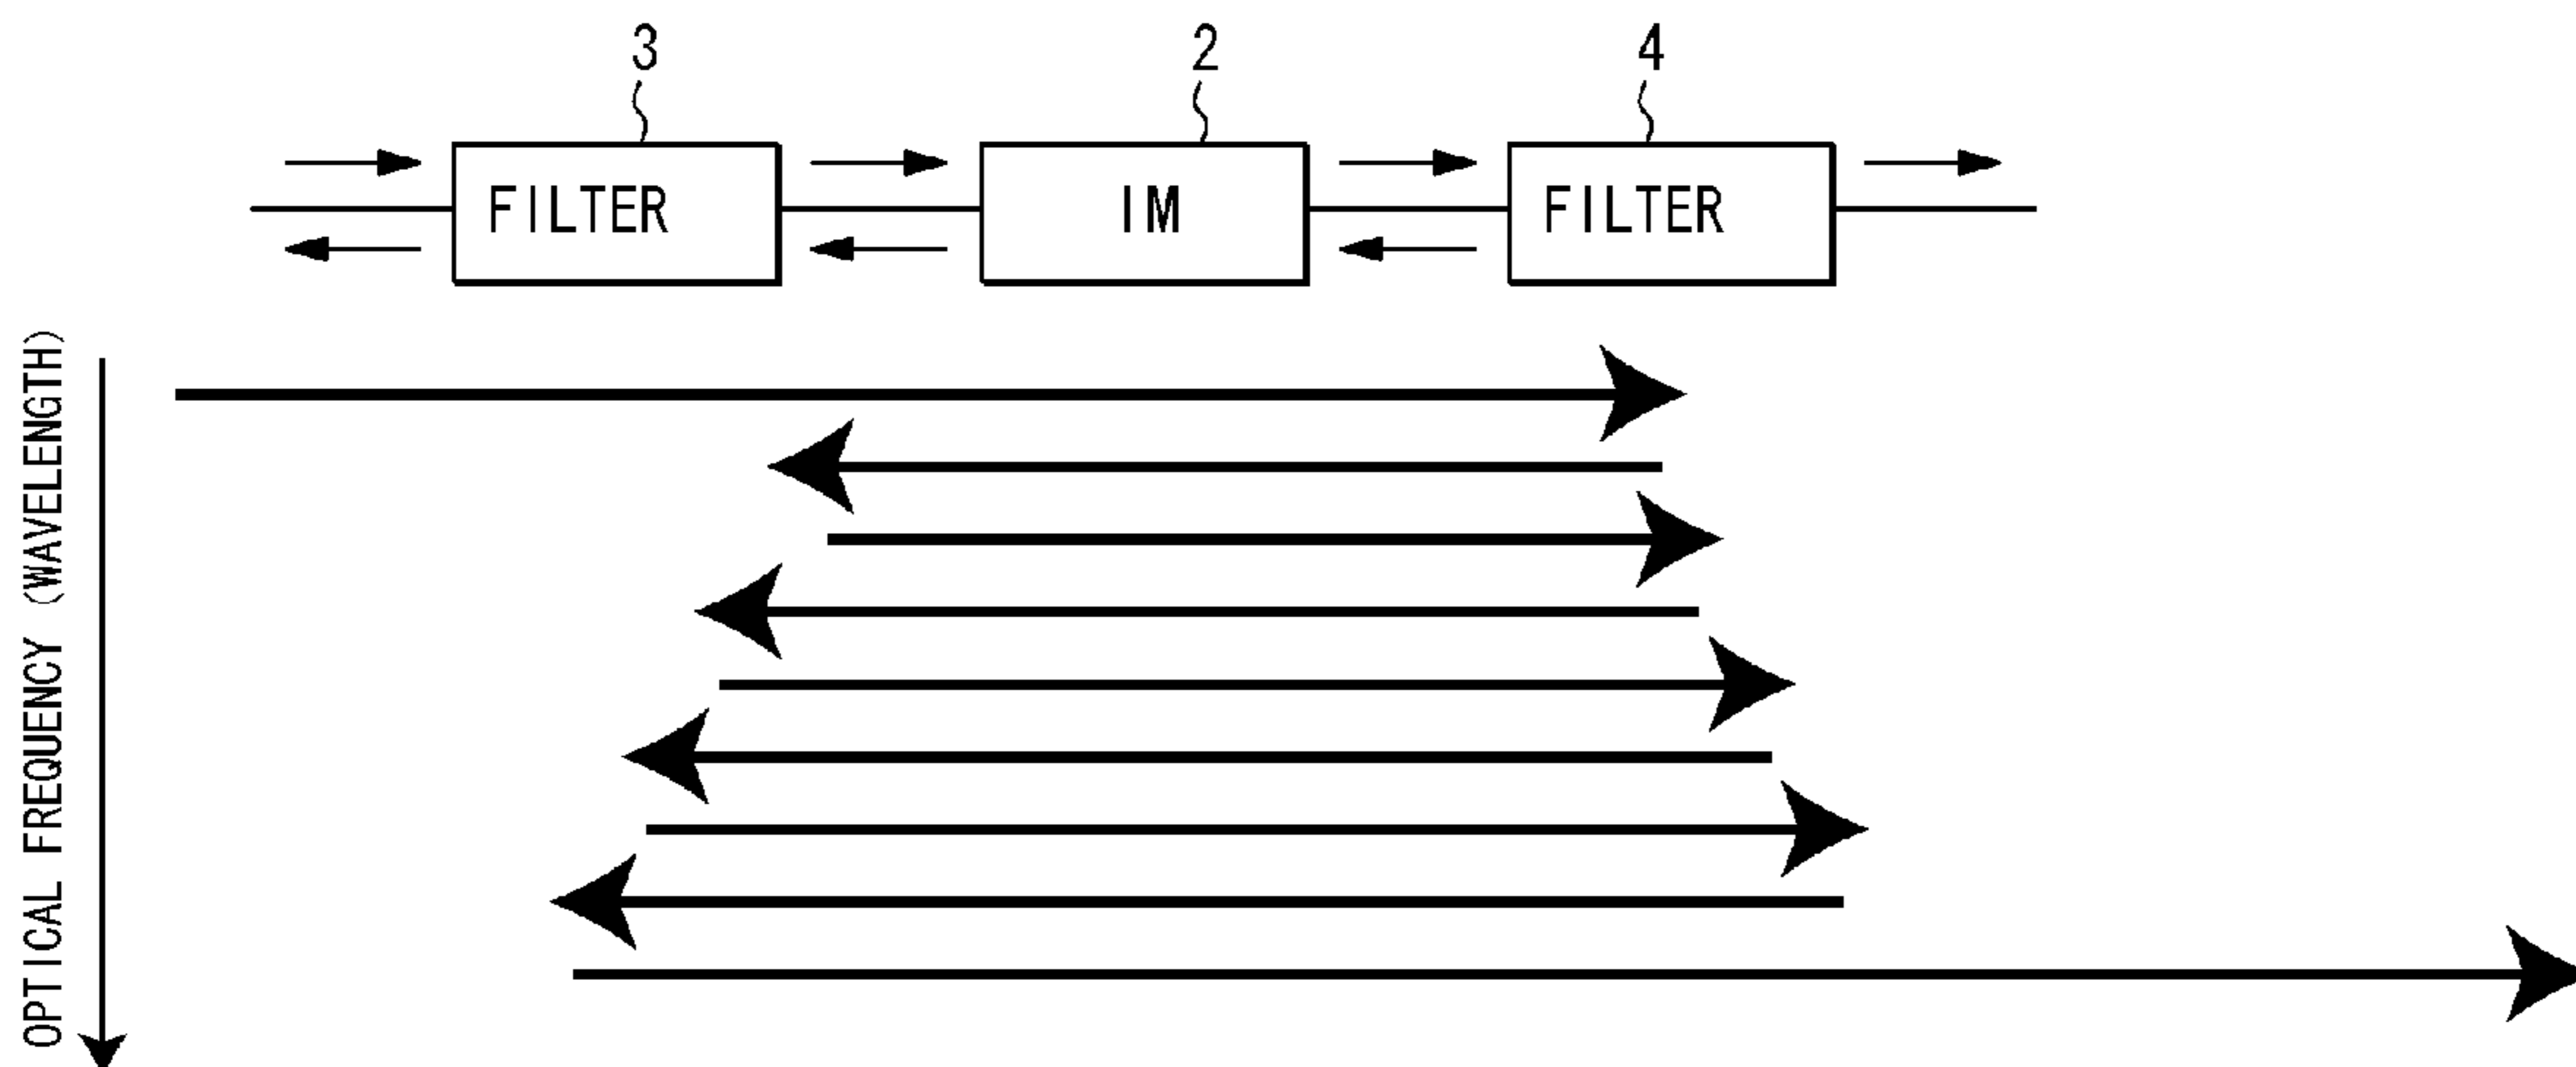 3
2
4
FILTER
IM
FILTER
OPTICAL FREQUENCY (WAVELENGTH)